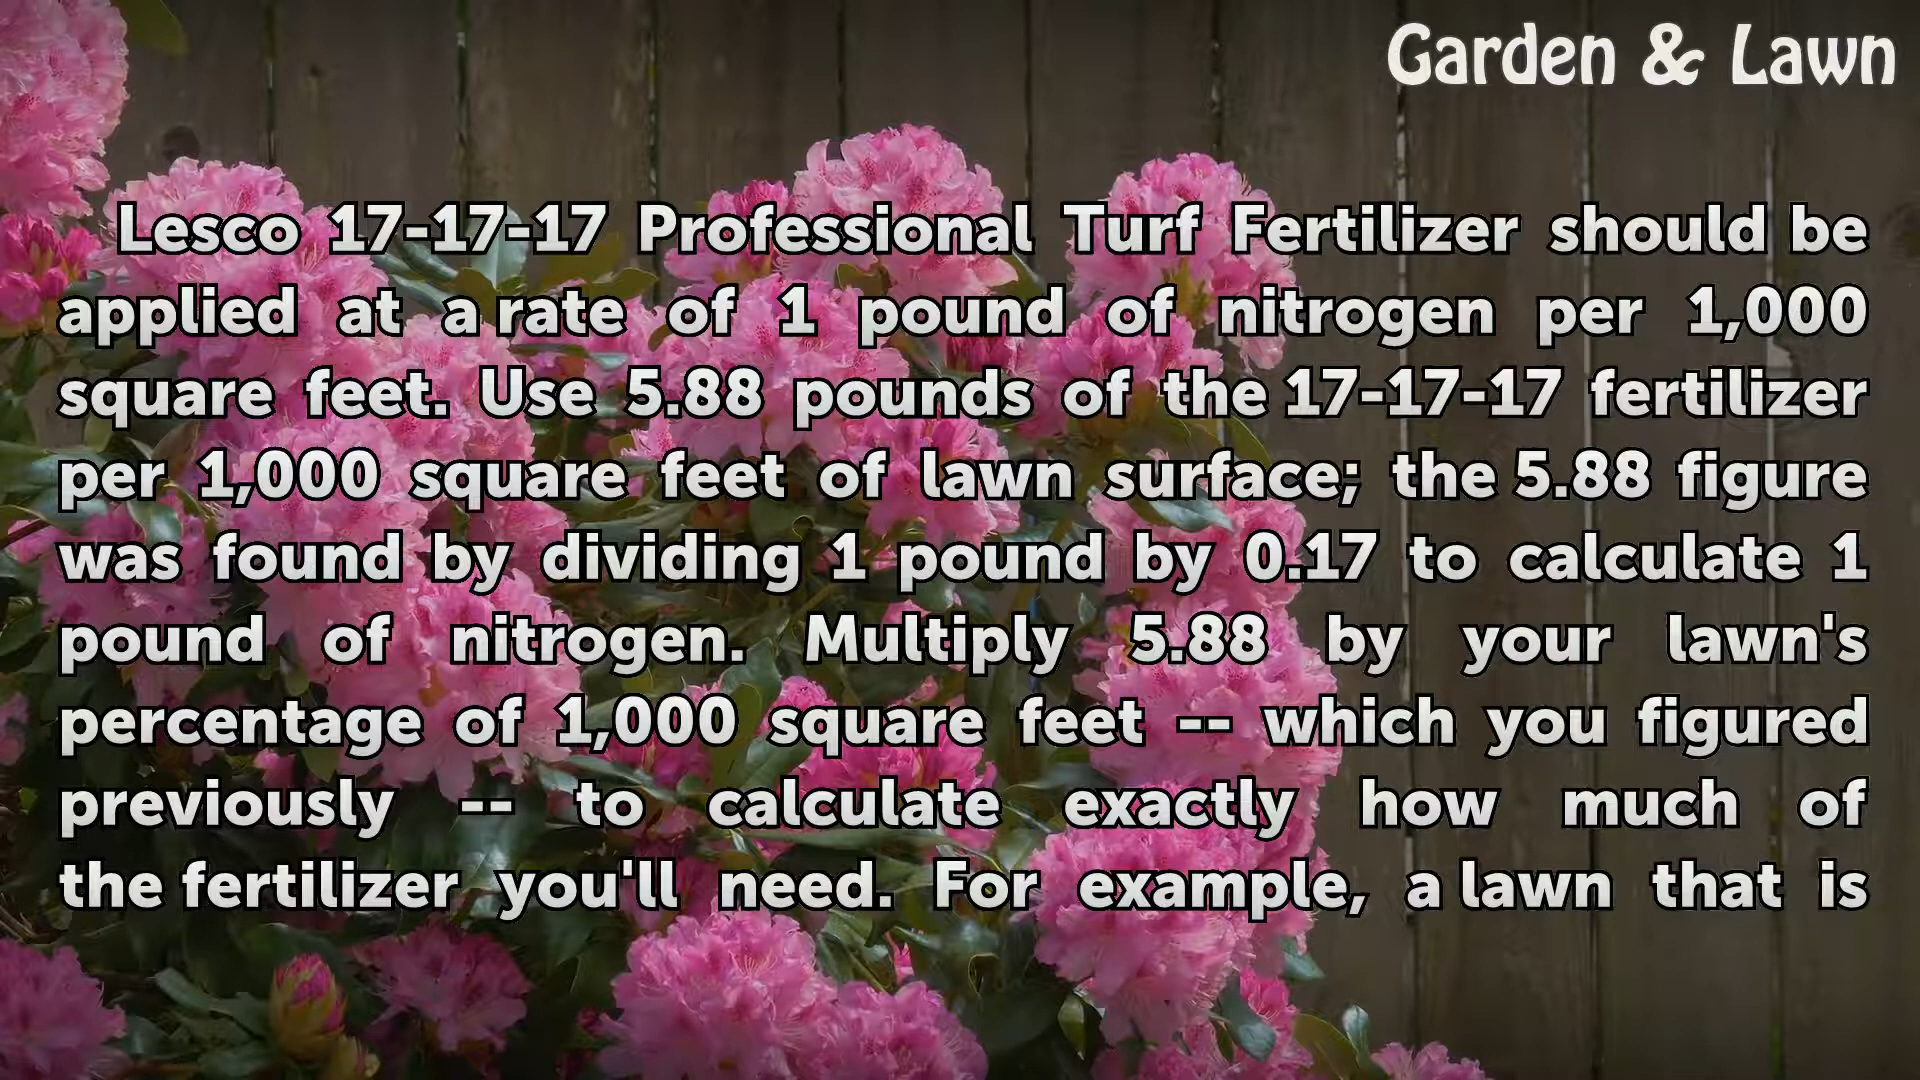 Garden & Lawn
Lesco 17-17-17 Professional Turf Fertilizer should be
applied at a rate of 1 pound of nitrogen per 1,000
square feet. Use 5.88 pounds of the 17-17-17 fertilizer
per 1,000 square feet of lawn surface; the 5.88 figure
was found by dividing 1 pound by 0.17 to calculate 1
pound of nitrogen. Multiply 5.88 by your lawn's
percentage of 1,000 square feet -- which you figured
previously -- to calculate exactly how much of
the fertilizer you'll need. For example, a lawn that is